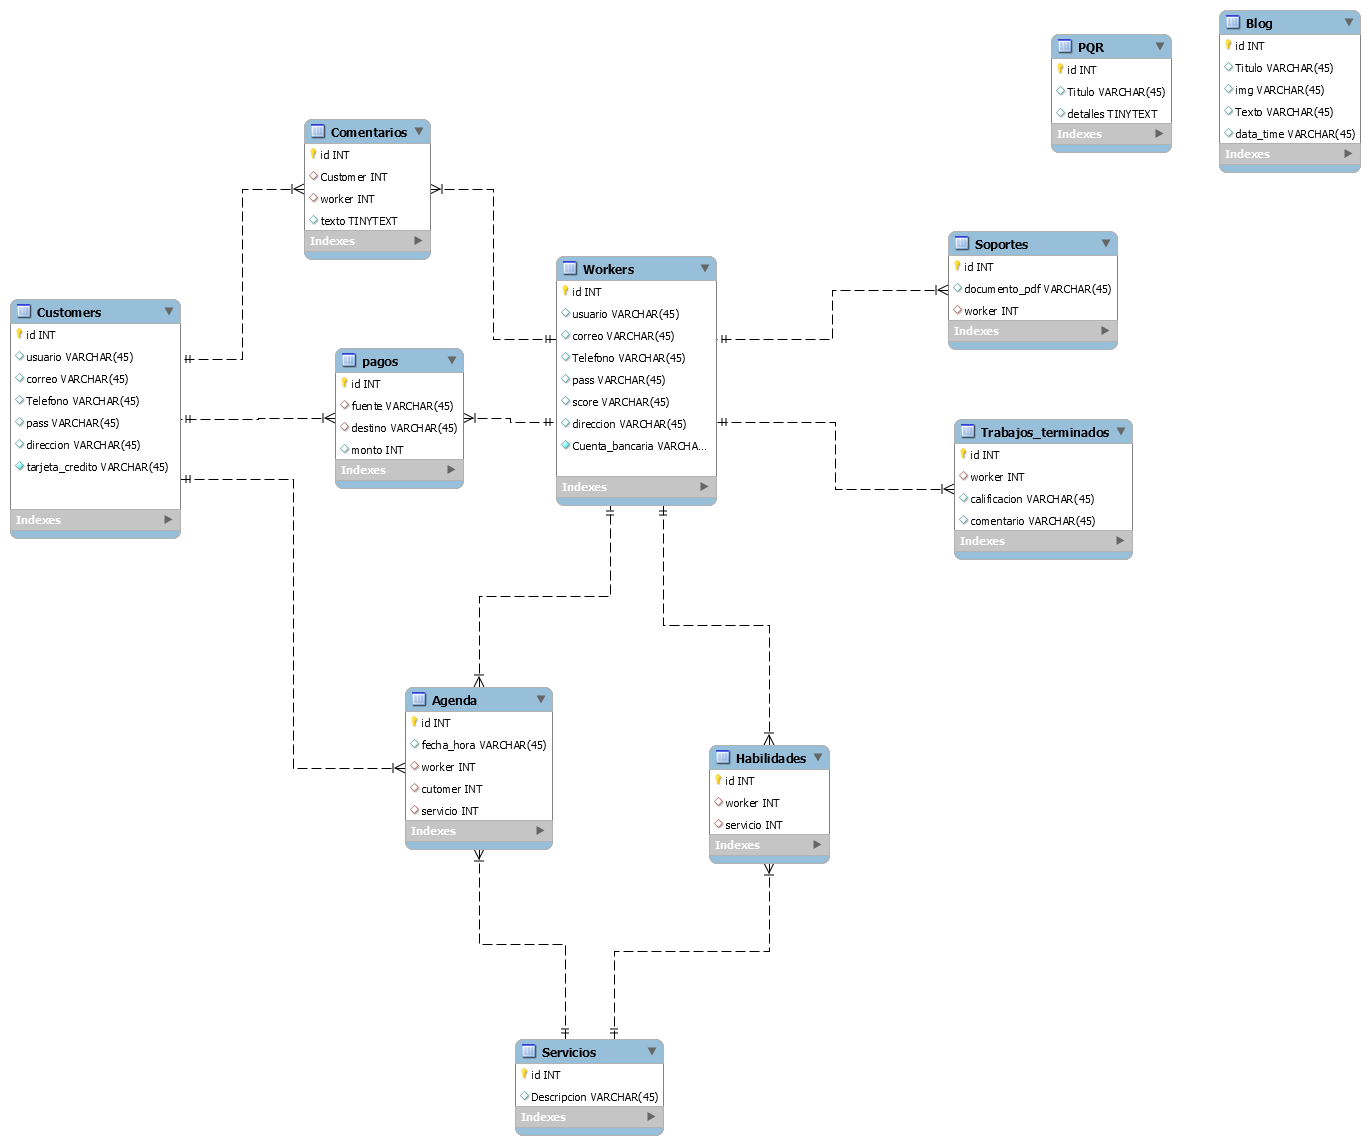 Blog
id INT
Titulo VARCHAR(45)
img VARCHAR(45)
Texto VARCHAR(45)
data_time VARCHAR(45)
Indexes
PQR
id INT
Titulo VARCHAR(45)
detalles TINYTEXT
Indexes
Comentarios
id INT
Customer INT
worker INT
texto TINYTEXT
Indexes
Soportes
id INT
documento_pdf VARCHAR(45)
worker INT
Indexes
Workers
id INT
usuario VARCHAR(45)
correo VARCHAR(45)
Telefono VARCHAR(45)
pass VARCHAR(45)
score VARCHAR(45)
direccion VARCHAR(45)
Cuenta_bancaria VARCHA...
Indexes
Customers
id INT
usuario VARCHAR(45)
correo VARCHAR(45)
Telefono VARCHAR(45)
pass VARCHAR(45)
direccion VARCHAR(45)
tarjeta_credito VARCHAR(45)
Indexes
pagos
id INT
fuente VARCHAR(45)
destino VARCHAR(45)
monto INT
Indexes
Trabajos_terminados
id INT
worker INT
calificacion VARCHAR(45)
comentario VARCHAR(45)
Indexes
Agenda
id INT
fecha_hora VARCHAR(45)
worker INT
cutomer INT
servicio INT
Indexes
Habilidades
id INT
worker INT
servicio INT
Indexes
Servicios
id INT
Descripcion VARCHAR(45)
Indexes